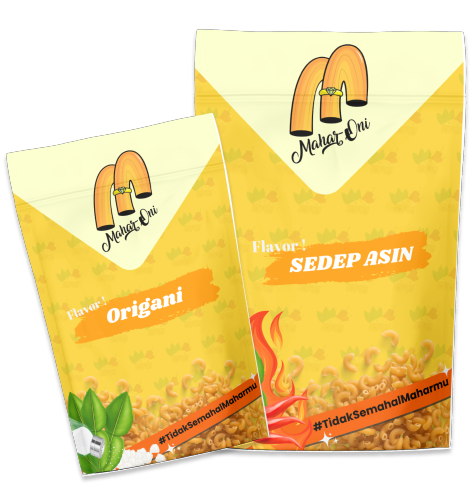 Mahar Oni
Flavor !
Origani
#TidakSemahalMaharmu
Mahar Oni
Flavor !
SEDEP ASIN
#TidakSemahalMaharmu